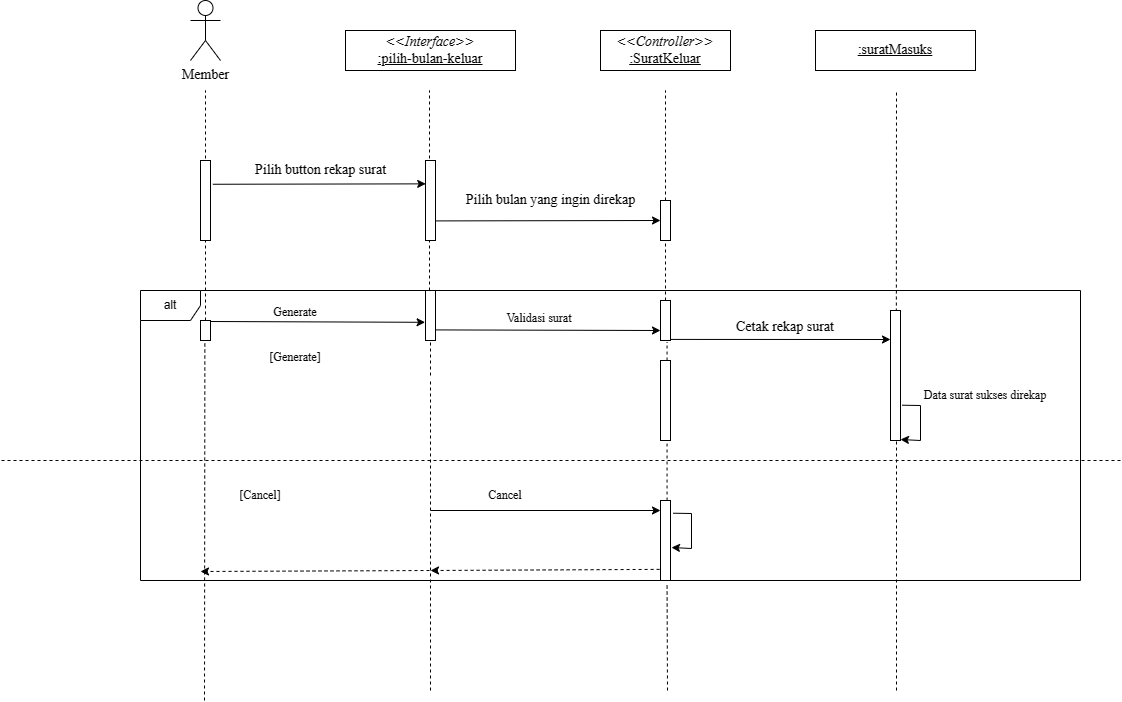 Member
<<Interface>>
:pilih-bulan-keluar
<<Controller>>
:SuratKeluar
:suratMasuks
Pilih button rekap surat
Pilih bulan yang ingin direkap
alt
Generate
Validasi surat
Cetak rekap surat
[Generate]
Data surat sukses direkap
[Cancel]
Cancel